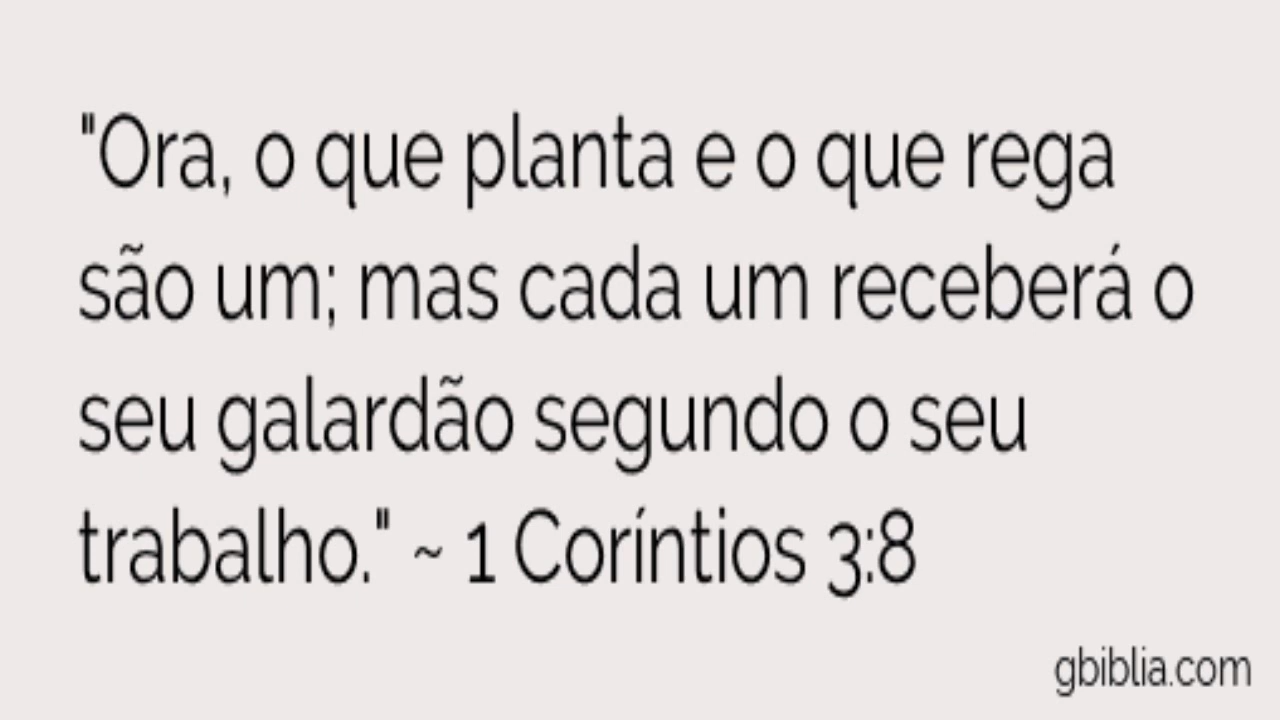 "Ora, o que planta e o que rega
são um; mas cada um receberá o
seu galardão segundo o seu
trabalho." ~ 1 Coríntios 3:8
gbiblia.com